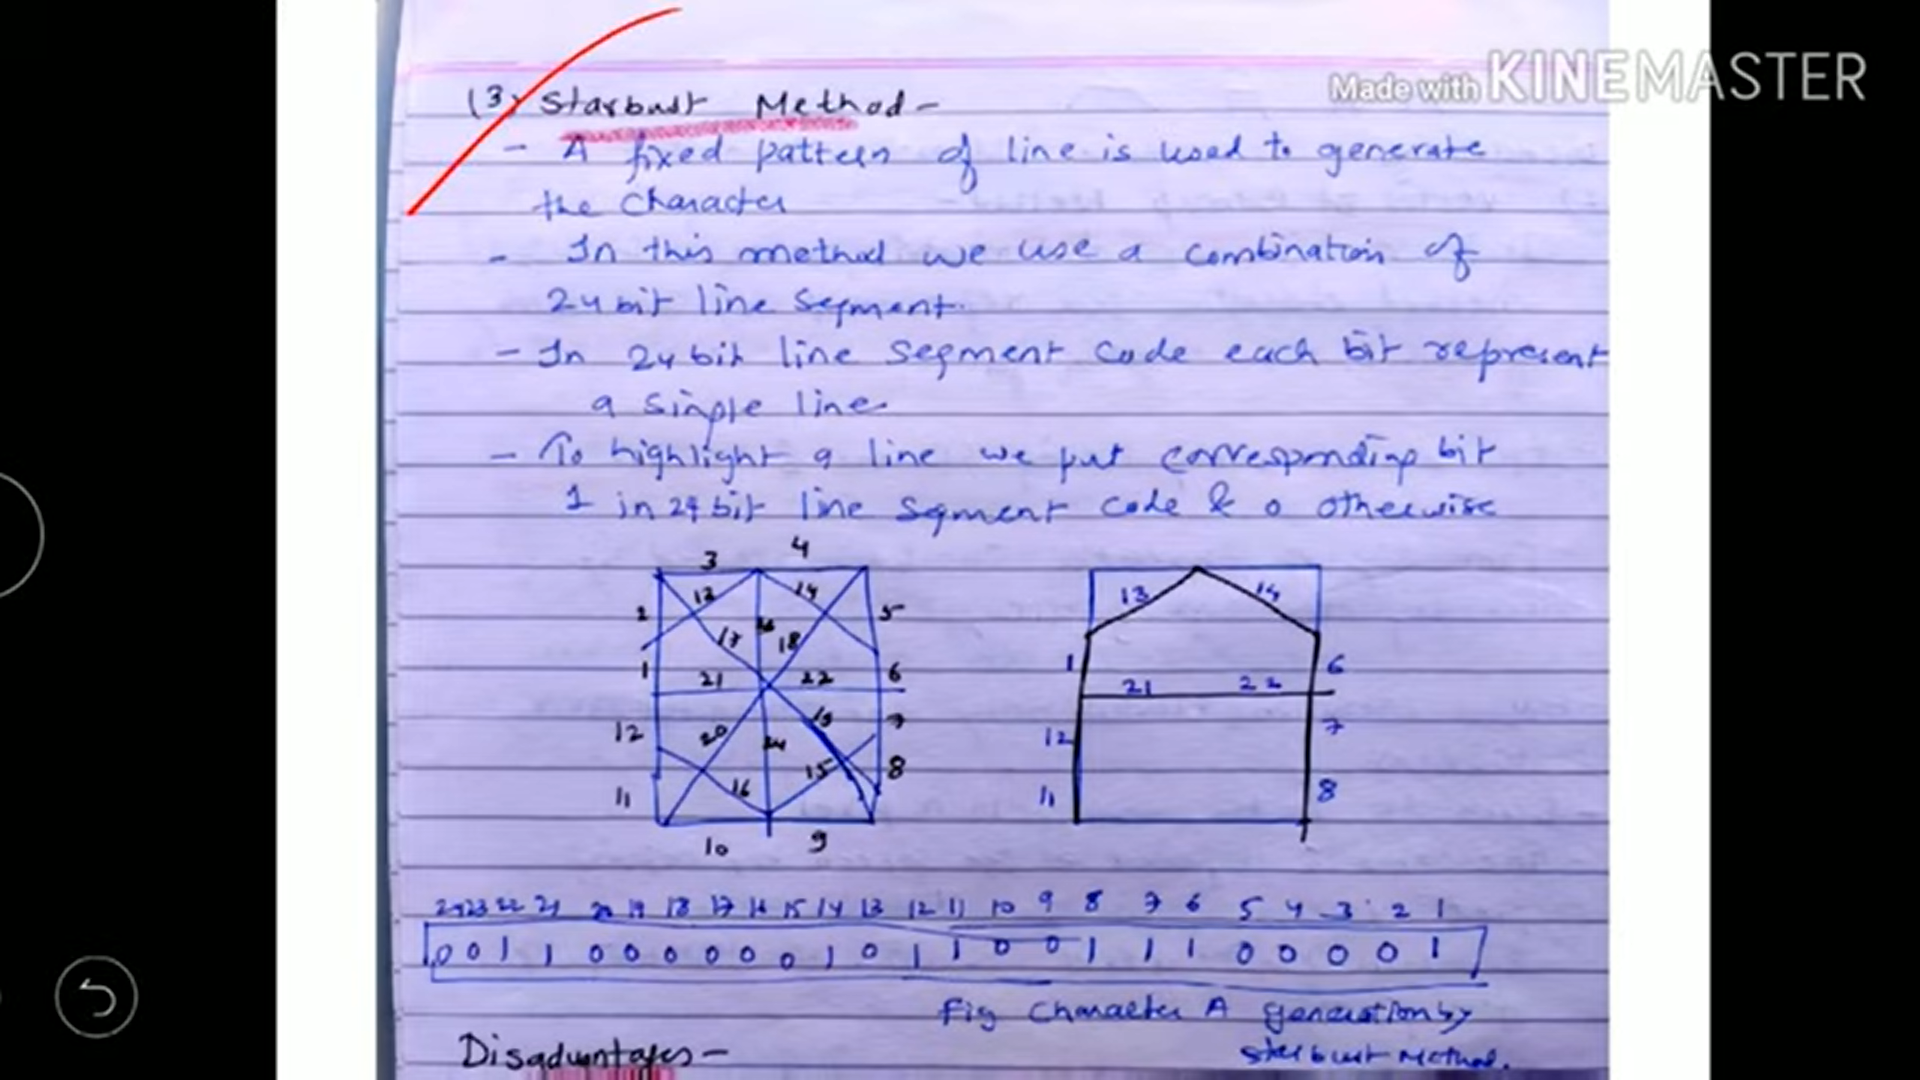 Made with KINEMASTER
(3) Starbust Method -
- A fixed pattern of line is used to generate
the character
- In this method we use a combination of
24 bit line segment.
- In 24 bit line segment code each bit represent
a single line
- To highlight a line we put corresponding bit
1 in 24 bit line segment code & 0 otherwise
3 4
2 13 14 5
17 18
1 21 22 6
12 20 24 19 7
11 16 15 8
10 9
13 14
1 6
21 22
12 7
11 8
24 23 22 21 20 19 18 17 16 15 14 13 12 11 10 9 8 7 6 5 4 3 2 1
0 0 1 1 0 0 0 0 0 0 1 0 1 1 0 0 1 1 1 0 0 0 0 1
Fig Character A generation by
Starbust Method.
Disadvantages -